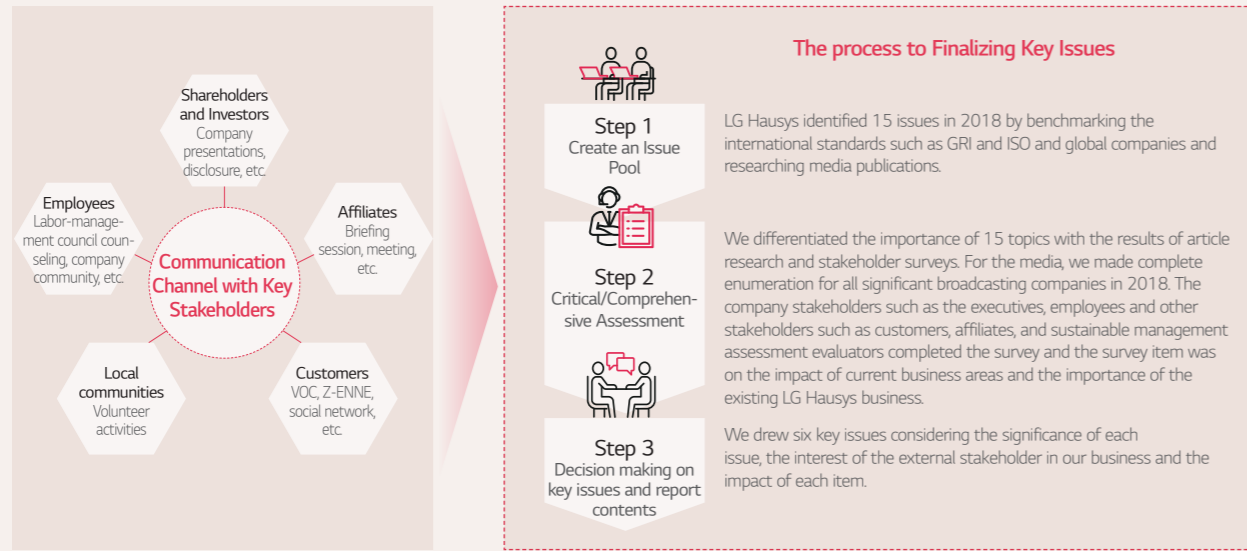 Shareholders
and Investors
Company
presentations,
disclosure, etc.
Employees
Labor-manage-
ment council coun-
seling, company
community, etc.
Affiliates
Briefing
session, meeting,
etc.
Communication
Channel with Key
Stakeholders
Local
communities
Volunteer
activities
Customers
VOC, Z-ENNE,
social network,
etc.
The process to Finalizing Key Issues
Step 1
Create an Issue
Pool
LG Hausys identified 15 issues in 2018 by benchmarking the
international standards such as GRI and ISO and global companies and
researching media publications.
Step 2
Critical/Comprehen-
sive Assessment
We differentiated the importance of 15 topics with the results of article
research and stakeholder surveys. For the media, we made complete
enumeration for all significant broadcasting companies in 2018. The
company stakeholders such as the executives, employees and other
stakeholders such as customers, affiliates, and sustainable management
assessment evaluators completed the survey and the survey item was
on the impact of current business areas and the importance of the
existing LG Hausys business.
Step 3
Decision making on
key issues and report
contents
We drew six key issues considering the significance of each
issue, the interest of the external stakeholder in our business and the
impact of each item.